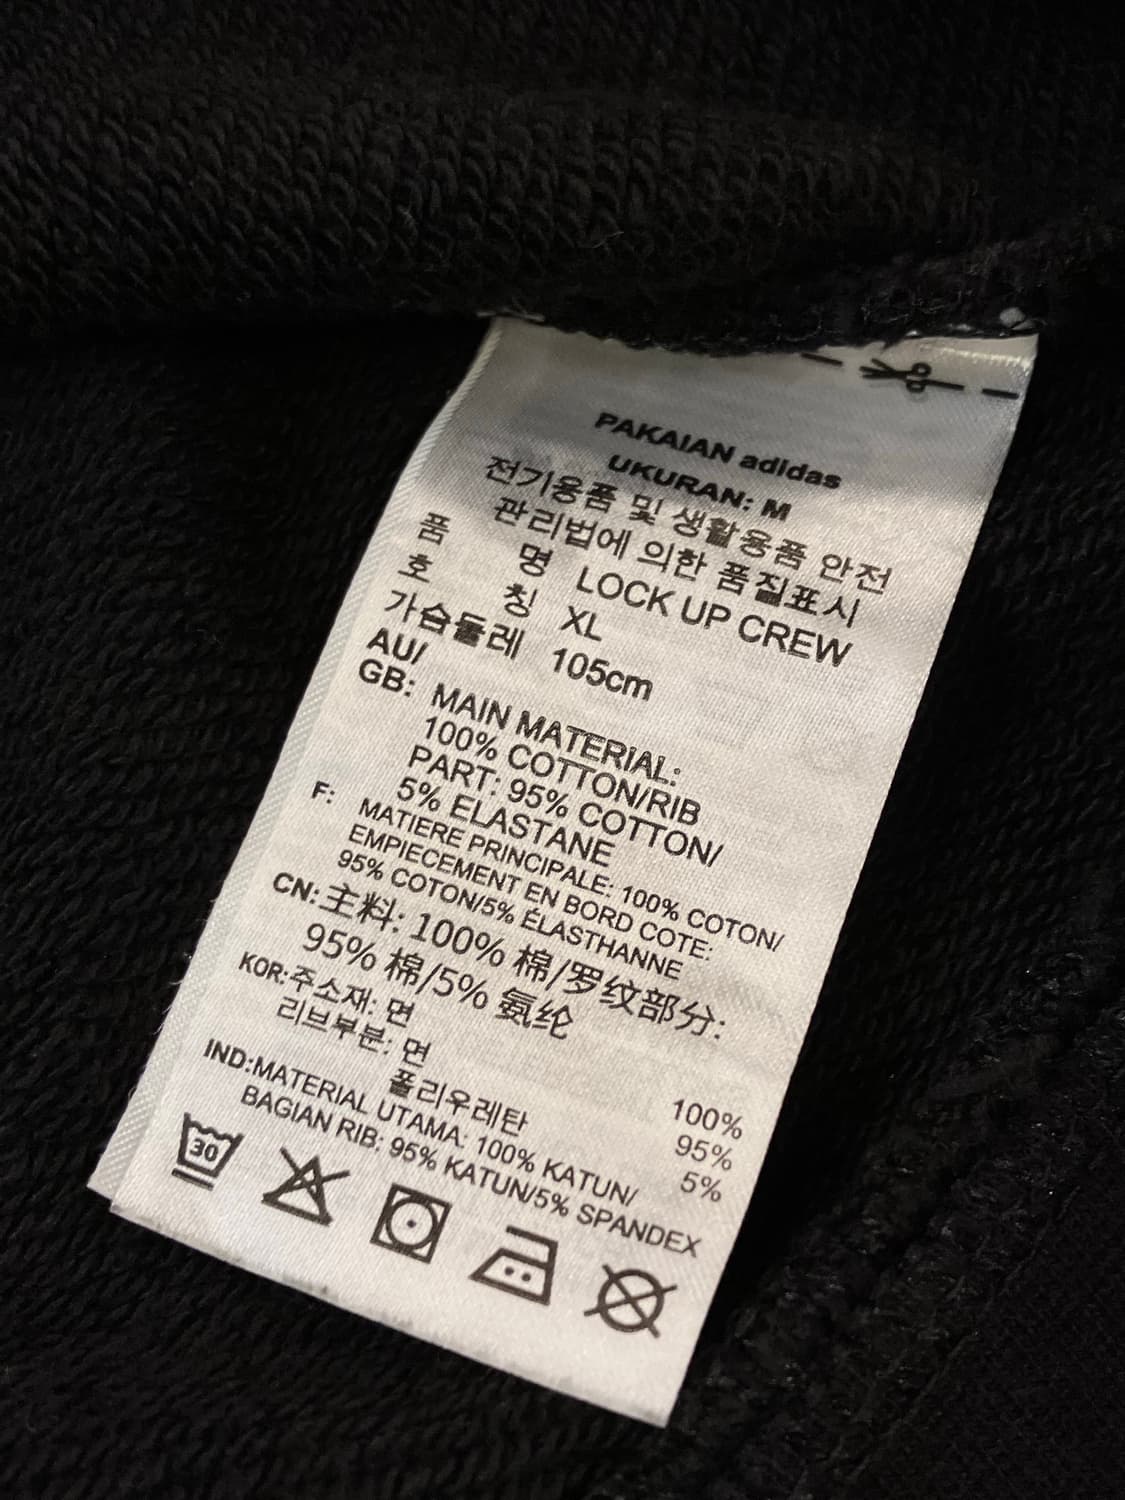 PAKAIAN adidas
UKURAN: M
전기용품 및 생활용품 안전
관리법에 의한 품질표시
품 명 LOCK UP CREW
호 칭 XL
가슴둘레 105cm
AU/
GB: MAIN MATERIAL:
100% COTTON/RIB
PART: 95% COTTON/
5% ELASTANE
F: MATIERE PRINCIPALE: 100% COTON/
EMPIECEMENT EN BORD COTE:
95% COTON/5% ÉLASTHANNE
CN: 主料: 100% 棉/罗纹部分:
95% 棉/5% 氨纶
KOR: 주소재: 면 100%
리브부분: 면 95%
폴리우레탄 5%
IND: MATERIAL UTAMA: 100% KATUN/
BAGIAN RIB: 95% KATUN/5% SPANDEX
30